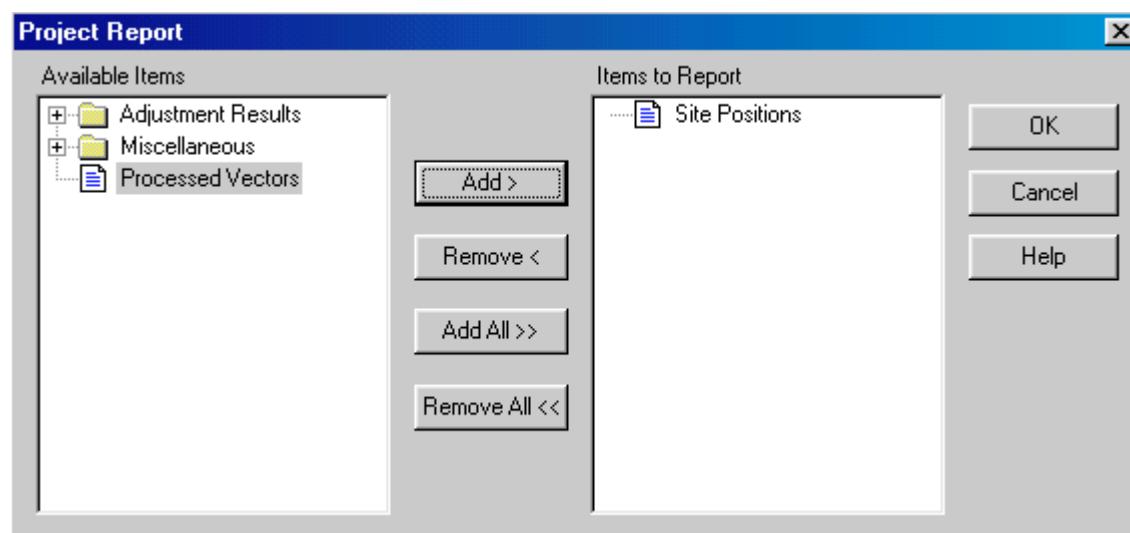 Project Report
Available Items
Items to Report
Adjustment Results
Miscellaneous
Processed Vectors
Add >
Remove <
Add All >>
Remove All <<
Site Positions
OK
Cancel
Help